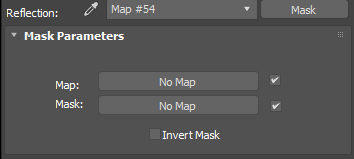 Reflection: Map #54 Mask
Mask Parameters
Map: No Map
Mask: No Map
Invert Mask